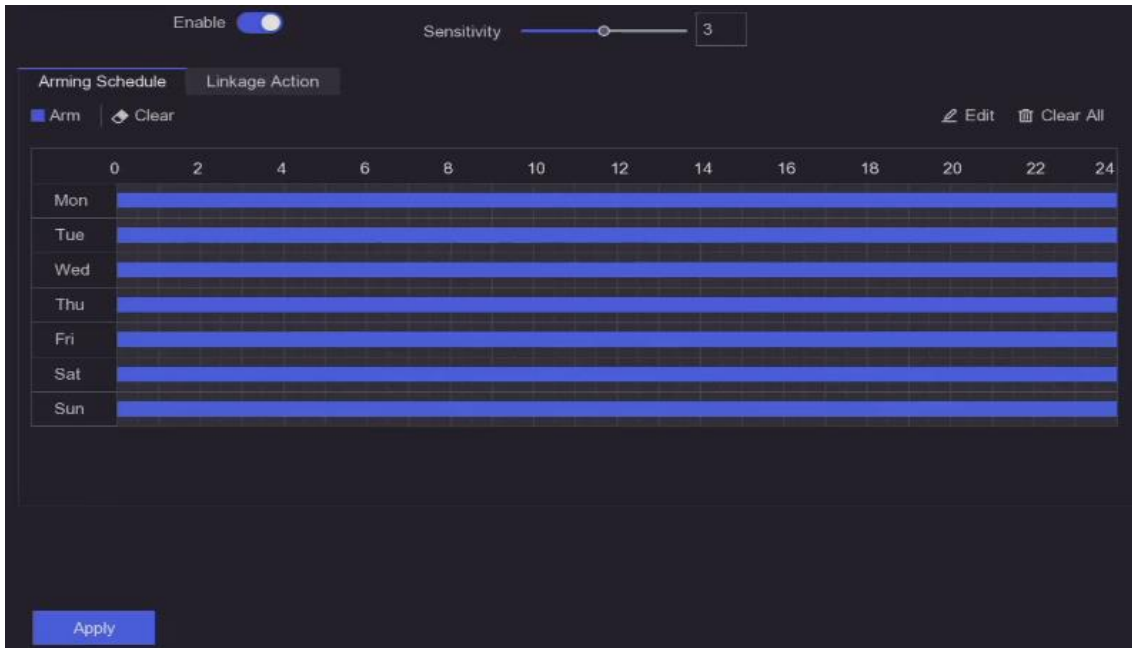 Enable Sensitivity 3
Arming Schedule Linkage Action
Arm Clear Edit Clear All
0 2 4 6 8 10 12 14 16 18 20 22 24
Mon
Tue
Wed
Thu
Fri
Sat
Sun
Apply